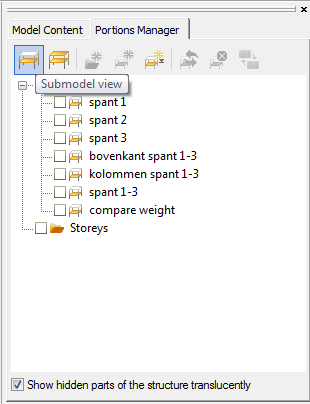 Model Content
Portions Manager
Submodel view
spant 1
spant 2
spant 3
bovenkant spant 1-3
kolommen spant 1-3
spant 1-3
compare weight
Storeys
Show hidden parts of the structure translucently